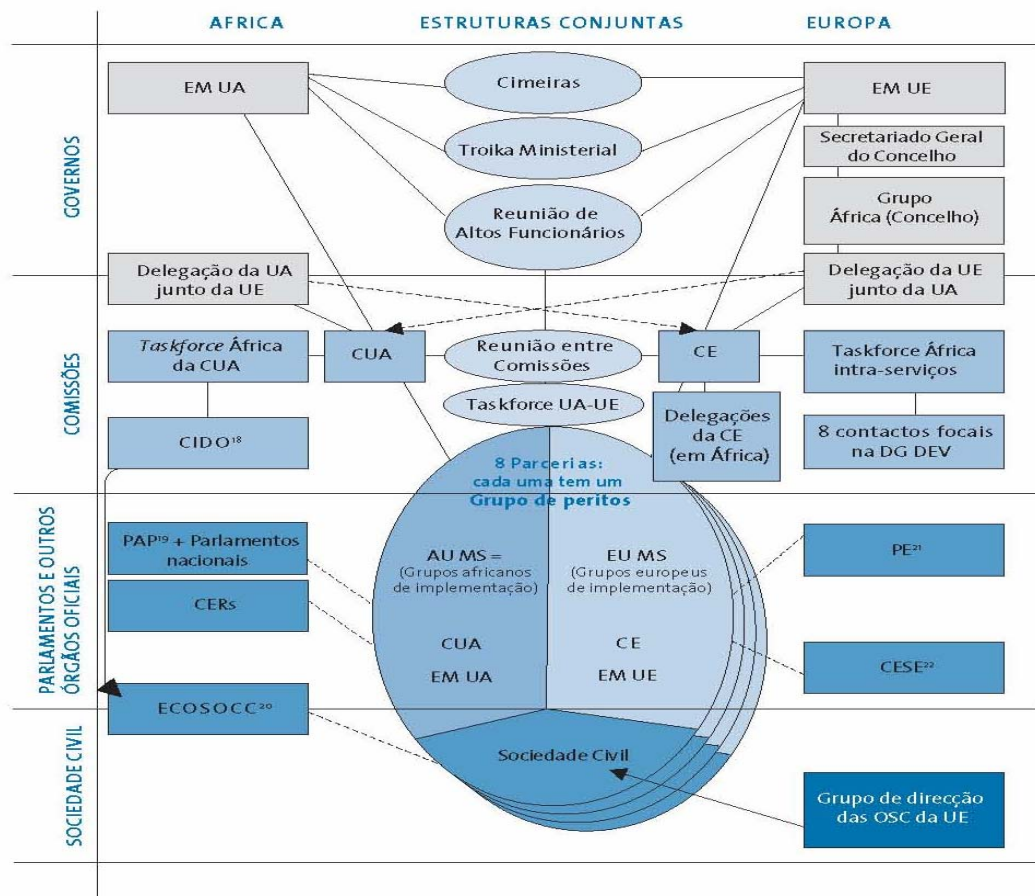 AFRICA
ESTRUTURAS CONJUNTAS
EUROPA
GOVERNOS
EM UA
Cimeiras
EM UE
Troika Ministerial
Secretariado Geral
do Concelho
Reunião de
Altos Funcionários
Grupo
África (Concelho)
COMISSÕES
Delegação da UA
junto da UE
Delegação da UE
junto da UA
Taskforce África
da CUA
CUA
Reunião entre
Comissões
CE
Taskforce África
intra-serviços
Taskforce UA-UE
CIDO¹⁸
Delegações
da CE
(em África)
8 contactos focais
na DG DEV
8 Parcerias:
cada uma tem um
Grupo de peritos
PARLAMENTO E OUTROS
ÓRGÃOS OFICIAIS
PAP¹⁹ + Parlamentos
nacionais
AU MS =
(Grupos africanos
de implementação)
EU MS
(Grupos europeus
de implementação)
PE²¹
CERs
CUA
EM UA
CE
EM UE
CESE²²
ECOSOCC²⁰
SOCIEDADE CIVIL
Sociedade Civil
Grupo de direcção
das OSC da UE